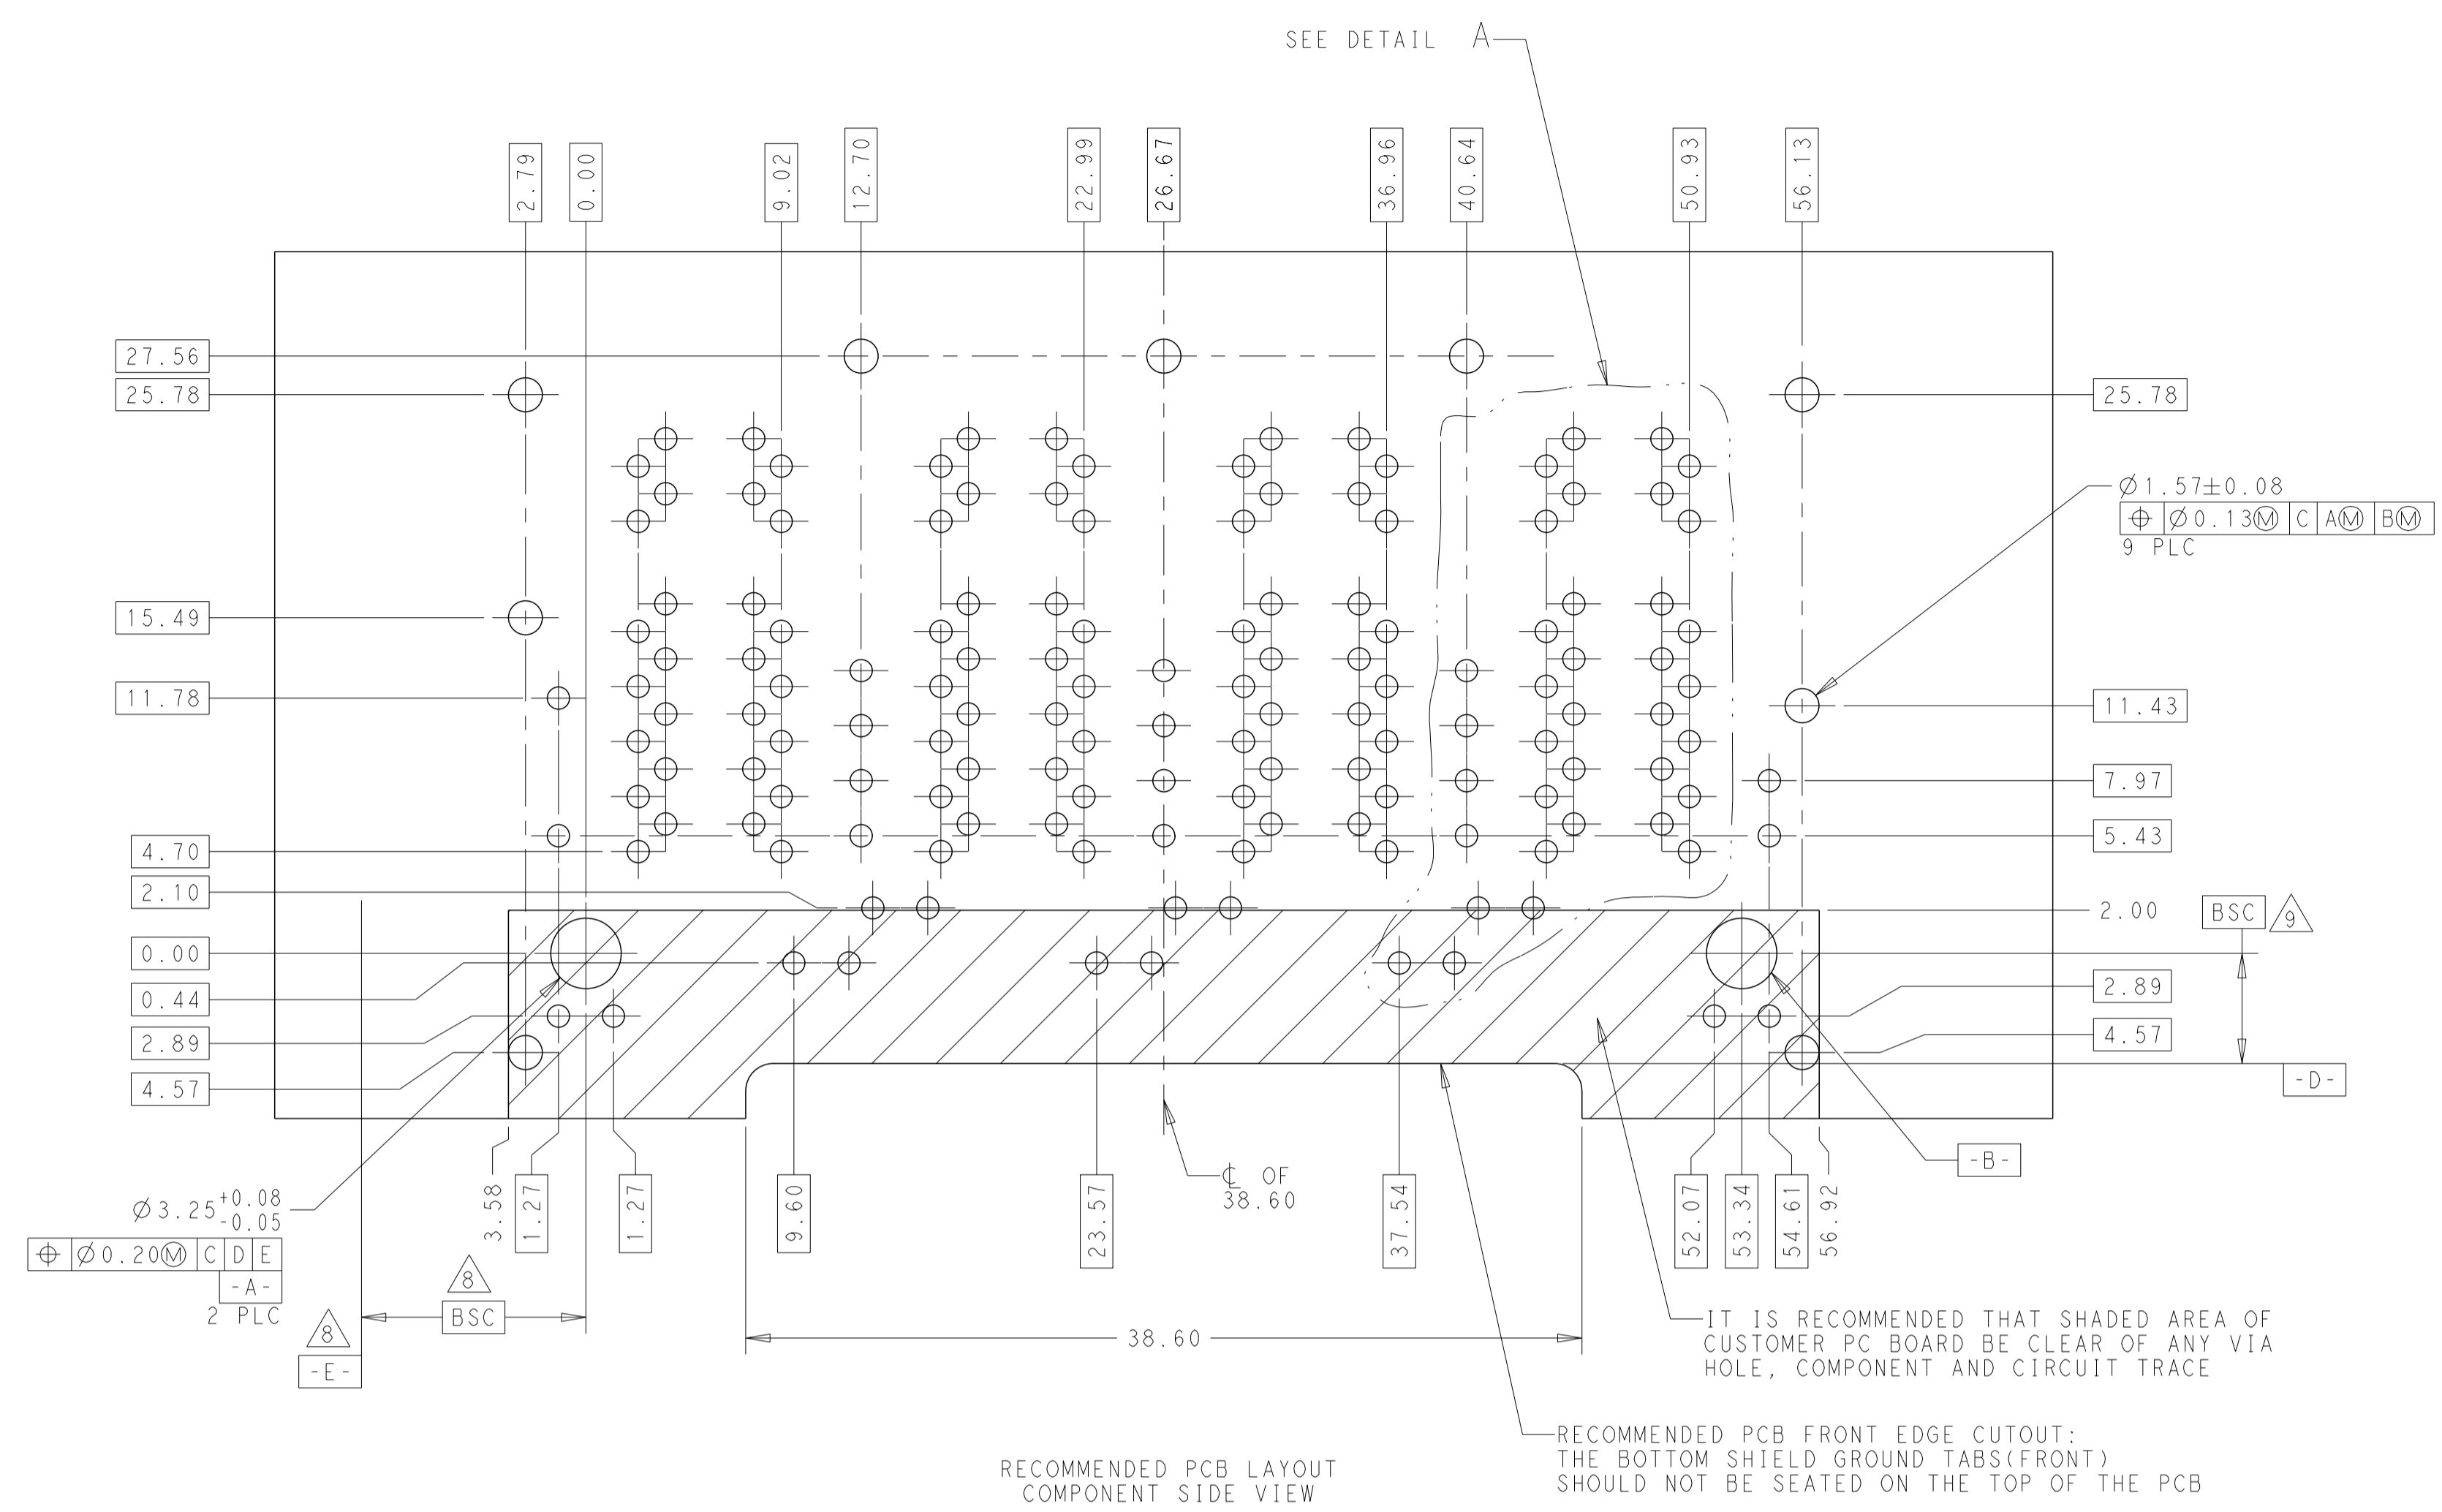 SEE DETAIL A
2.79
0.00
9.02
12.70
22.99
26.67
36.96
40.64
50.93
56.13
27.56
25.78
15.49
11.78
4.70
2.10
0.00
0.44
2.89
4.57
25.78
Ø1.57±0.08
⌖ Ø0.13Ⓜ C AⓂ BⓂ
9 PLC
11.43
7.97
5.43
2.00
BSC 9
2.89
4.57
-D-
-B-
Ø3.25 +0.08 -0.05
⌖ Ø0.20Ⓜ C D E
-A-
2 PLC
8
BSC
8
-E-
3.58
1.27
1.27
9.60
23.57
℄ OF
38.60
37.54
52.07
53.34
54.61
56.92
38.60
IT IS RECOMMENDED THAT SHADED AREA OF
CUSTOMER PC BOARD BE CLEAR OF ANY VIA
HOLE, COMPONENT AND CIRCUIT TRACE
RECOMMENDED PCB FRONT EDGE CUTOUT:
THE BOTTOM SHIELD GROUND TABS(FRONT)
SHOULD NOT BE SEATED ON THE TOP OF THE PCB
RECOMMENDED PCB LAYOUT
COMPONENT SIDE VIEW